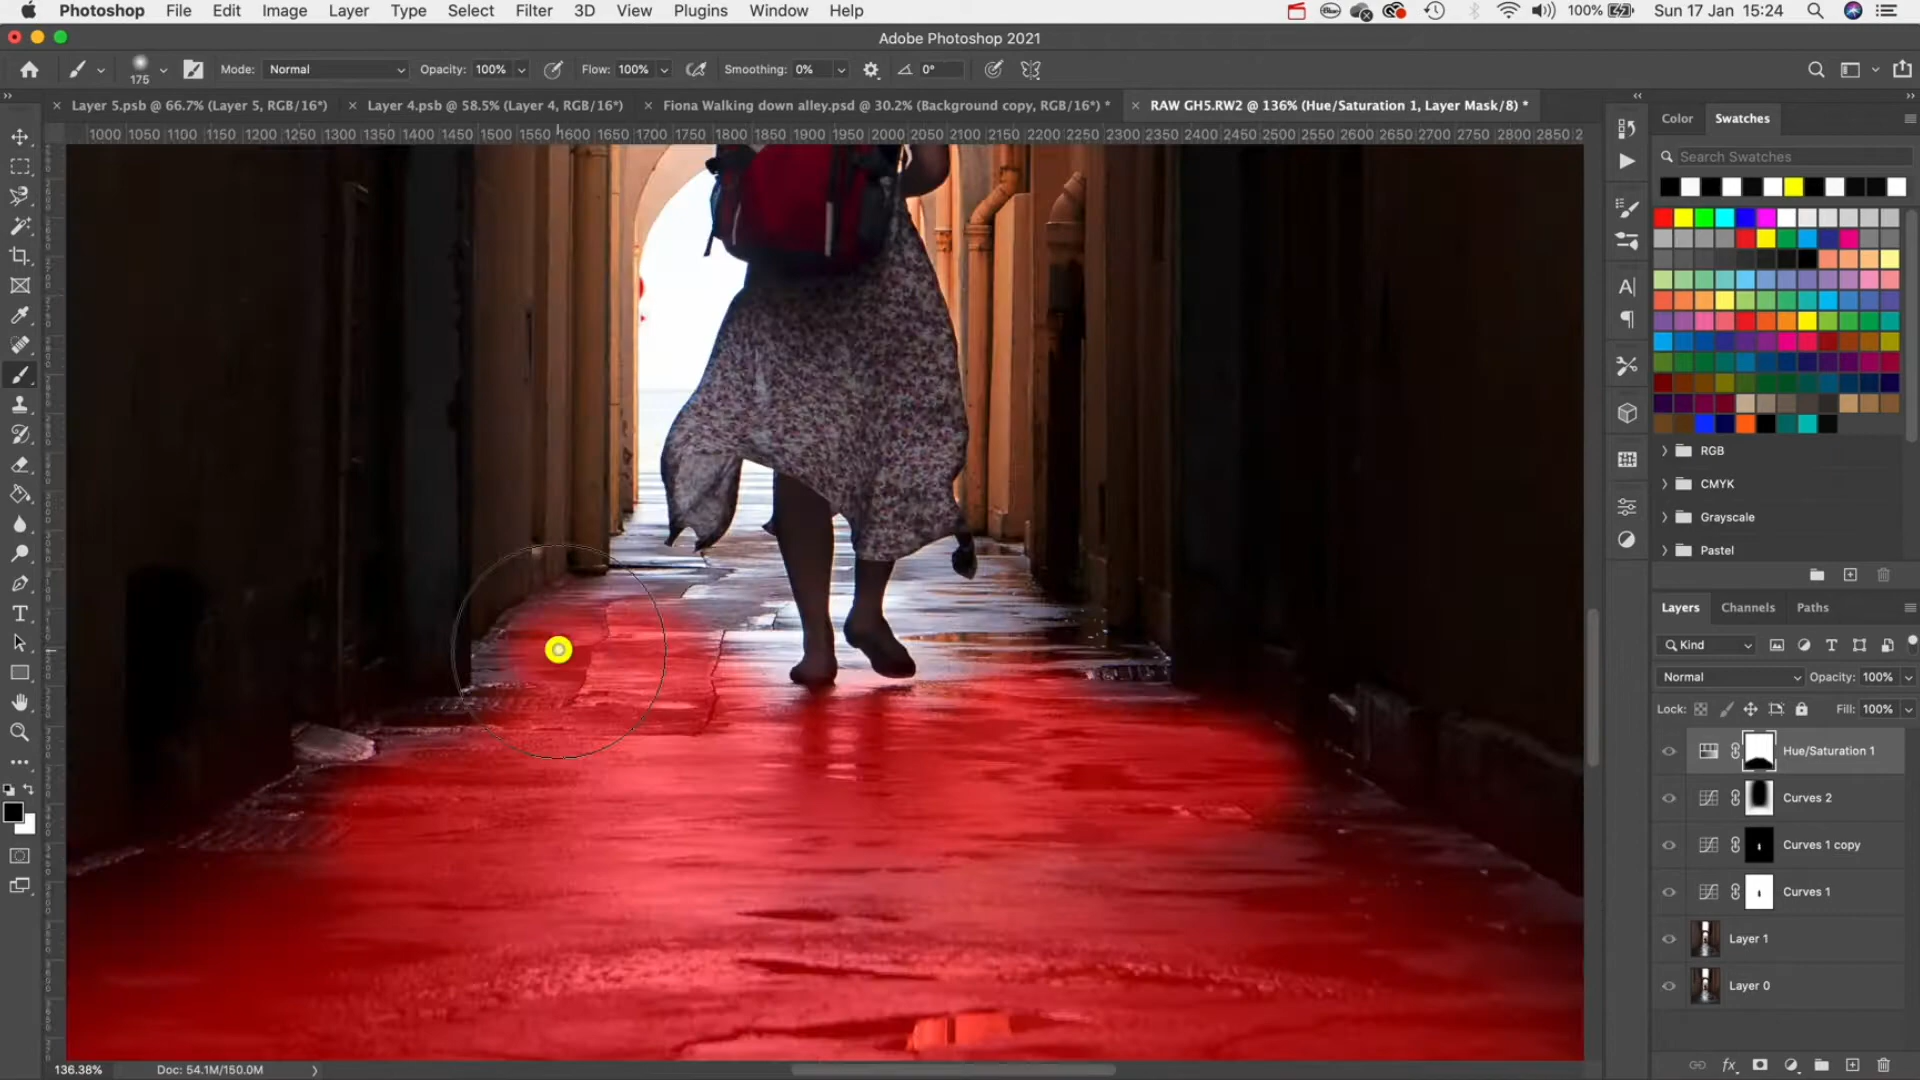 Photoshop File Edit Image Layer Type Select Filter 3D View Plugins Window Help 100% Sun 17 Jan 15:24
Adobe Photoshop 2021
175 Mode: Normal Opacity: 100% Flow: 100% Smoothing: 0% 0°
Layer 5.psb @ 66.7% (Layer 5, RGB/16*) Layer 4.psb @ 58.5% (Layer 4, RGB/16*) Fiona Walking down alley.psd @ 30.2% (Background copy, RGB/16*) * RAW GH5.RW2 @ 136% (Hue/Saturation 1, Layer Mask/8) *
1000 1050 1100 1150 1200 1250 1300 1350 1400 1450 1500 1550 1600 1650 1700 1750 1800 1850 1900 1950 2000 2050 2100 2150 2200 2250 2300 2350 2400 2450 2500 2550 2600 2650 2700 2750 2800 2850 2
Color Swatches
Search Swatches
RGB
CMYK
Grayscale
Pastel
Layers Channels Paths
Kind
Normal Opacity: 100%
Lock: Fill: 100%
Hue/Saturation 1
Curves 2
Curves 1 copy
Curves 1
Layer 1
Layer 0
136.38% Doc: 54.1M/150.0M